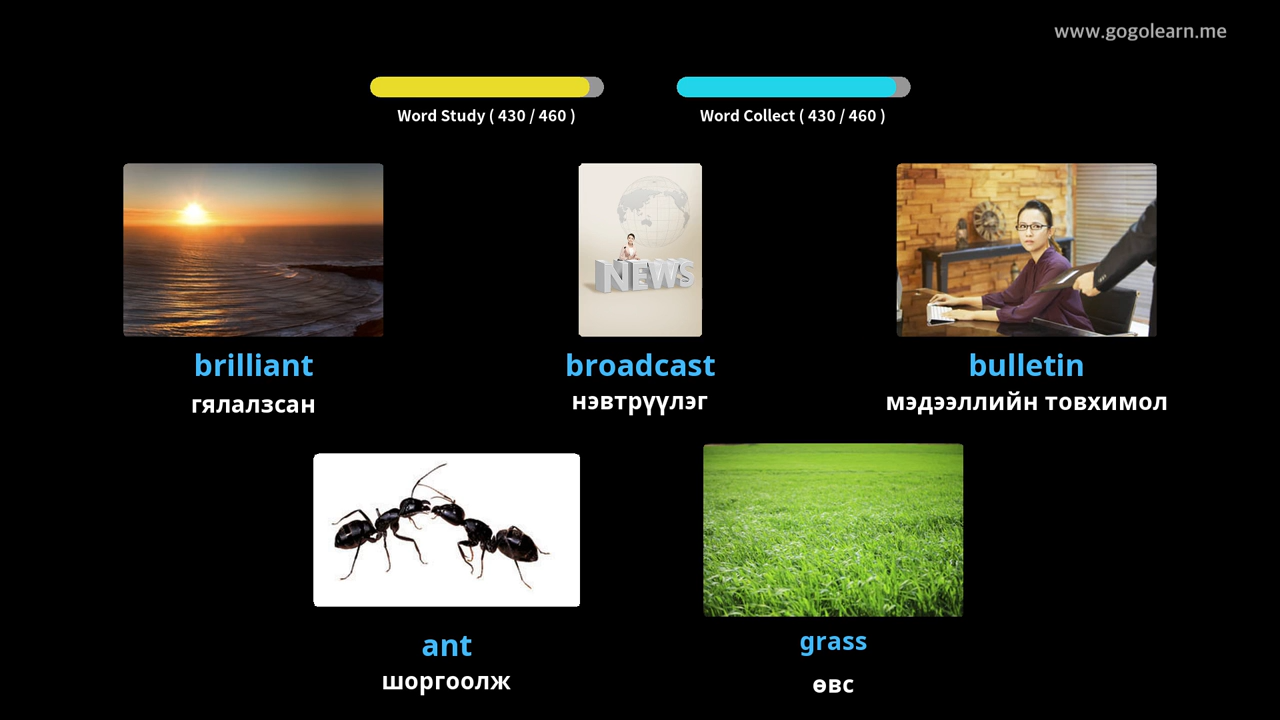 www.gogolearn.me
Word Study ( 430 / 460 )
Word Collect ( 430 / 460 )
NEWS
brilliant
гялалзсан
broadcast
нэвтрүүлэг
bulletin
мэдээллийн товхимол
ant
шоргоолж
grass
өвс